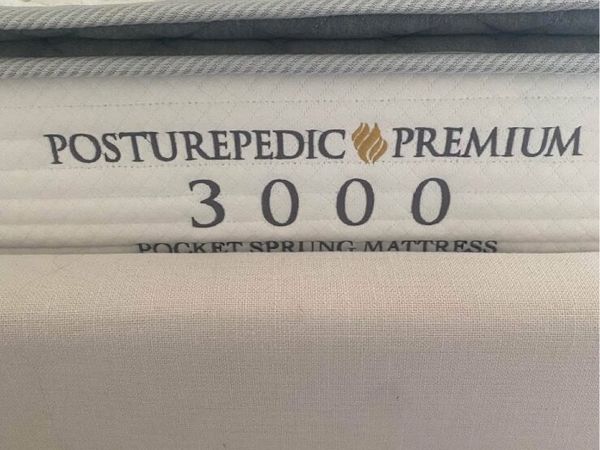 POSTUREPEDIC PREMIUM
3000
POCKET SPRUNG MATTRESS